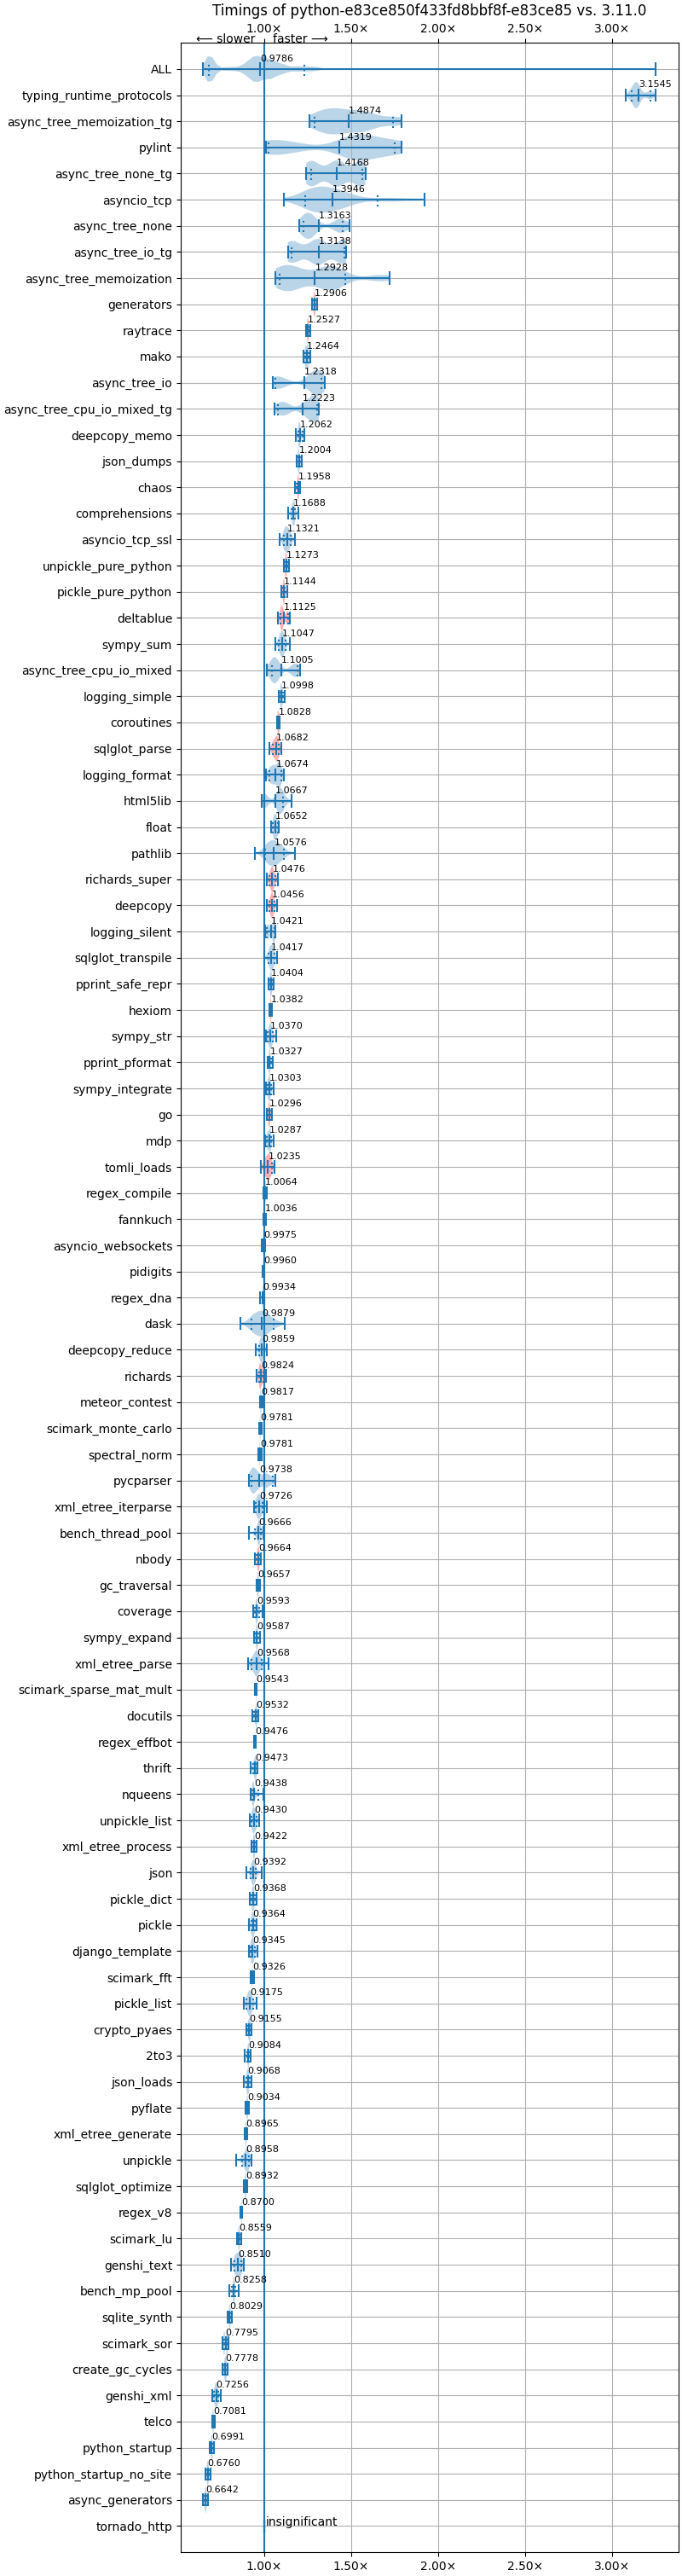 Timings of python-e83ce850f433fd8bbf8f-e83ce85 vs. 3.11.0
1.00× 1.50× 2.00× 2.50× 3.00×
⟵ slower faster ⟶
ALL 0.9786
typing_runtime_protocols 3.1545
async_tree_memoization_tg 1.4874
pylint 1.4319
async_tree_none_tg 1.4168
asyncio_tcp 1.3946
async_tree_none 1.3163
async_tree_io_tg 1.3138
async_tree_memoization 1.2928
generators 1.2906
raytrace 1.2527
mako 1.2464
async_tree_io 1.2318
async_tree_cpu_io_mixed_tg 1.2223
deepcopy_memo 1.2062
json_dumps 1.2004
chaos 1.1958
comprehensions 1.1688
asyncio_tcp_ssl 1.1321
unpickle_pure_python 1.1273
pickle_pure_python 1.1144
deltablue 1.1125
sympy_sum 1.1047
async_tree_cpu_io_mixed 1.1005
logging_simple 1.0998
coroutines 1.0828
sqlglot_parse 1.0682
logging_format 1.0674
html5lib 1.0667
float 1.0652
pathlib 1.0576
richards_super 1.0476
deepcopy 1.0456
logging_silent 1.0421
sqlglot_transpile 1.0417
pprint_safe_repr 1.0404
hexiom 1.0382
sympy_str 1.0370
pprint_pformat 1.0327
sympy_integrate 1.0303
go 1.0296
mdp 1.0287
tomli_loads 1.0235
regex_compile 1.0064
fannkuch 1.0036
asyncio_websockets 0.9975
pidigits 0.9960
regex_dna 0.9934
dask 0.9879
deepcopy_reduce 0.9859
richards 0.9824
meteor_contest 0.9817
scimark_monte_carlo 0.9781
spectral_norm 0.9781
pycparser 0.9738
xml_etree_iterparse 0.9726
bench_thread_pool 0.9666
nbody 0.9664
gc_traversal 0.9657
coverage 0.9593
sympy_expand 0.9587
xml_etree_parse 0.9568
scimark_sparse_mat_mult 0.9543
docutils 0.9532
regex_effbot 0.9476
thrift 0.9473
nqueens 0.9438
unpickle_list 0.9430
xml_etree_process 0.9422
json 0.9392
pickle_dict 0.9368
pickle 0.9364
django_template 0.9345
scimark_fft 0.9326
pickle_list 0.9175
crypto_pyaes 0.9155
2to3 0.9084
json_loads 0.9068
pyflate 0.9034
xml_etree_generate 0.8965
unpickle 0.8958
sqlglot_optimize 0.8932
regex_v8 0.8700
scimark_lu 0.8559
genshi_text 0.8510
bench_mp_pool 0.8258
sqlite_synth 0.8029
scimark_sor 0.7795
create_gc_cycles 0.7778
genshi_xml 0.7256
telco 0.7081
python_startup 0.6991
python_startup_no_site 0.6760
async_generators 0.6642
tornado_http insignificant
1.00× 1.50× 2.00× 2.50× 3.00×